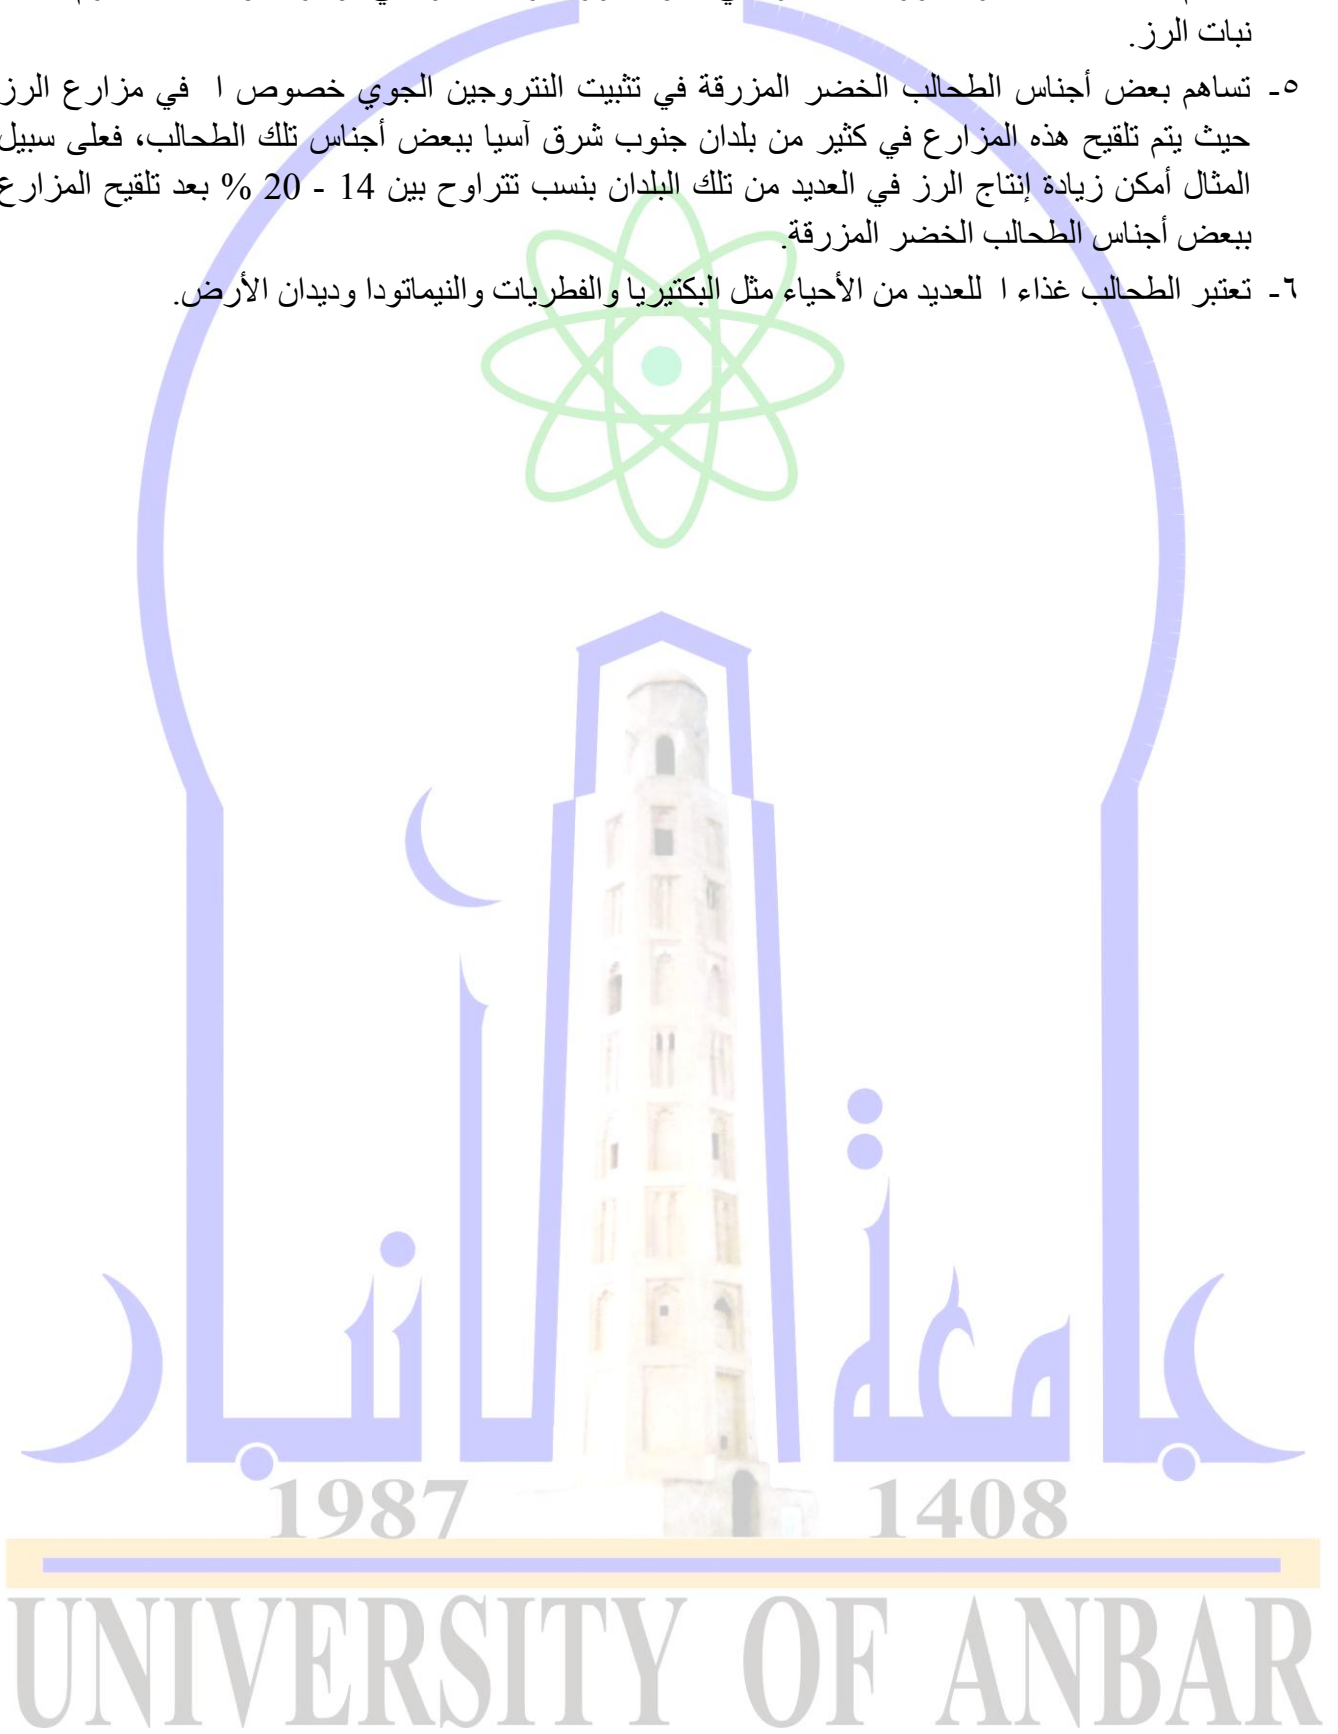 نبات الرز.
٥- تساهم بعض أجناس الطحالب الخضر المزرقة في تثبيت النتروجين الجوي خصوص ا في مزارع الرز
حيث يتم تلقيح هذه المزارع في كثير من بلدان جنوب شرق آسيا ببعض أجناس تلك الطحالب، فعلى سبيل
المثال أمكن زيادة إنتاج الرز في العديد من تلك البلدان بنسب تتراوح بين 14 - 20 % بعد تلقيح المزارع
ببعض أجناس الطحالب الخضر المزرقة.
٦- تعتبر الطحالب غذاء ا للعديد من الأحياء مثل البكتيريا والفطريات والنيماتودا وديدان الأرض.
جامعة الانبار
1987 1408
UNIVERSITY OF ANBAR